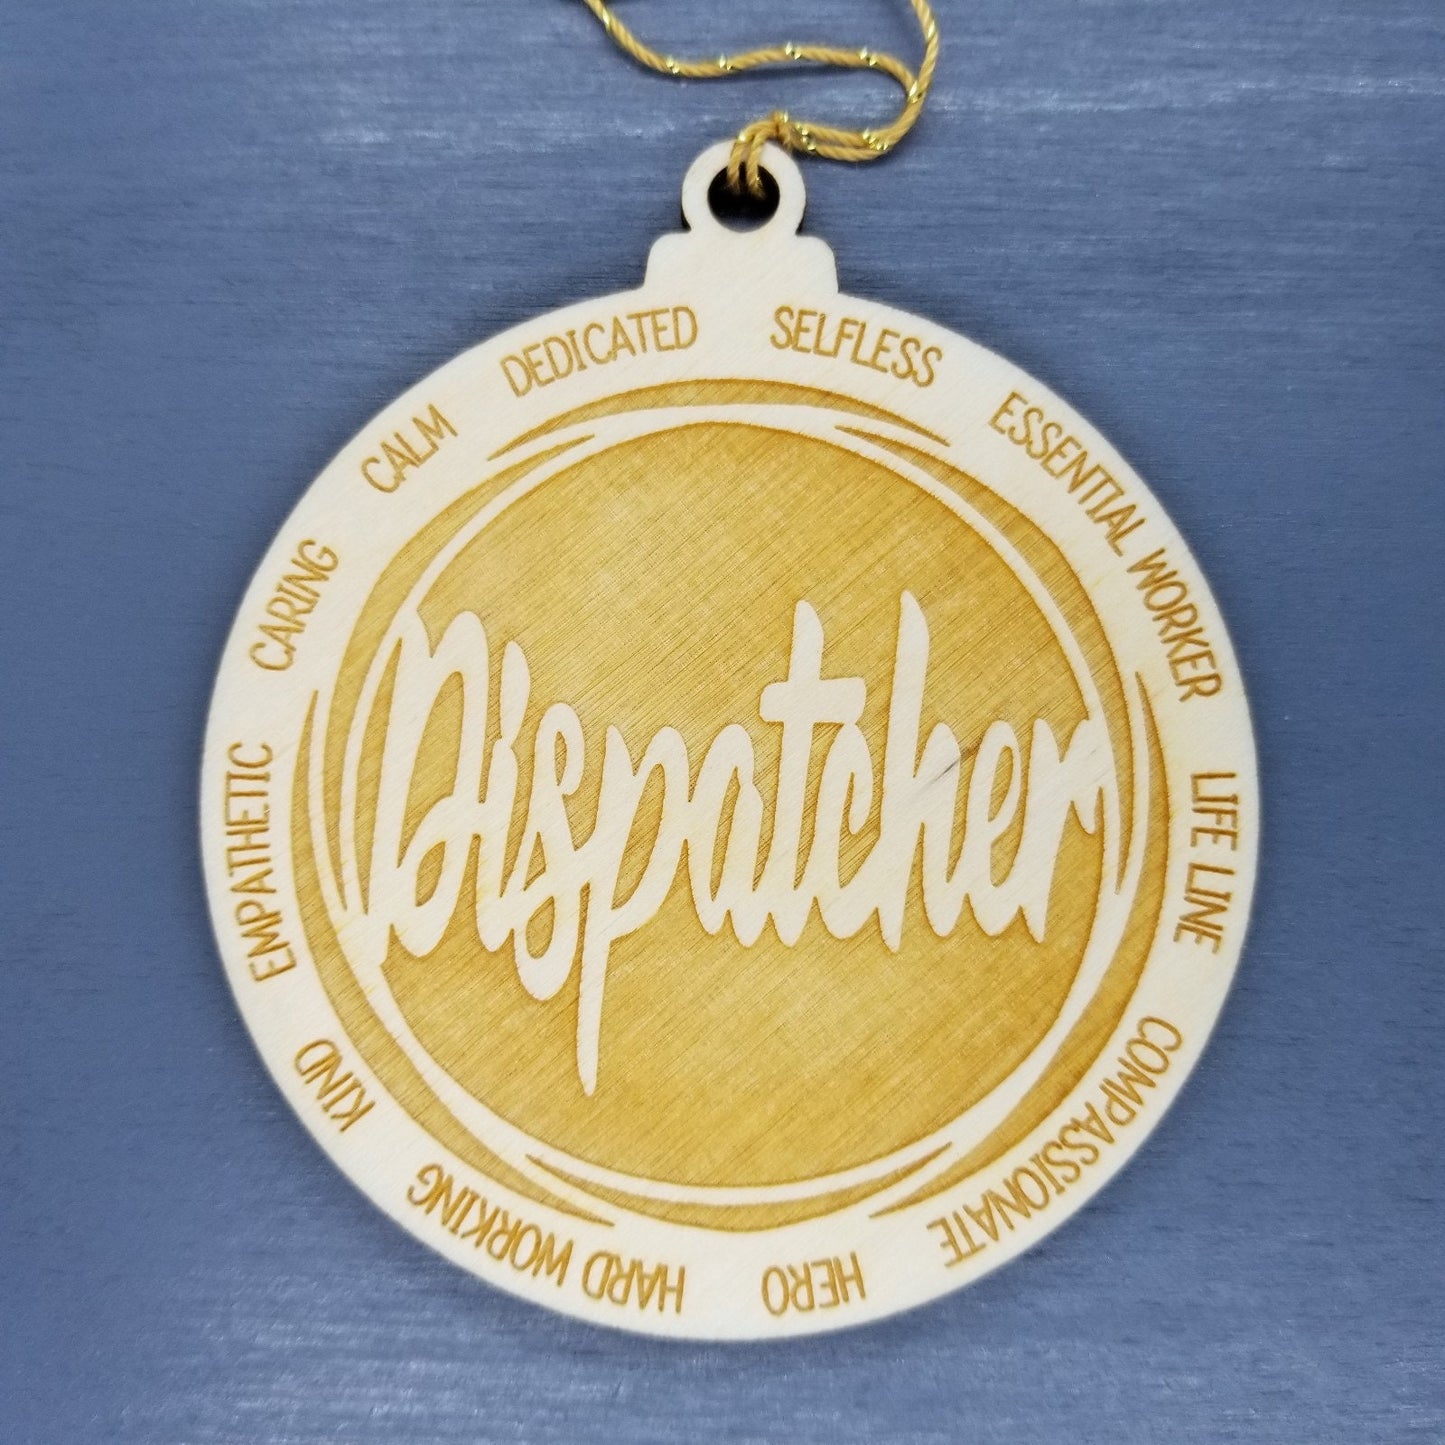 DEDICATED
SELFLESS
ESSENTIAL WORKER
LIFE LINE
COMPASSIONATE
HERO
HARD WORKING
KIND
EMPATHETIC
CARING
CALM
Dispatcher